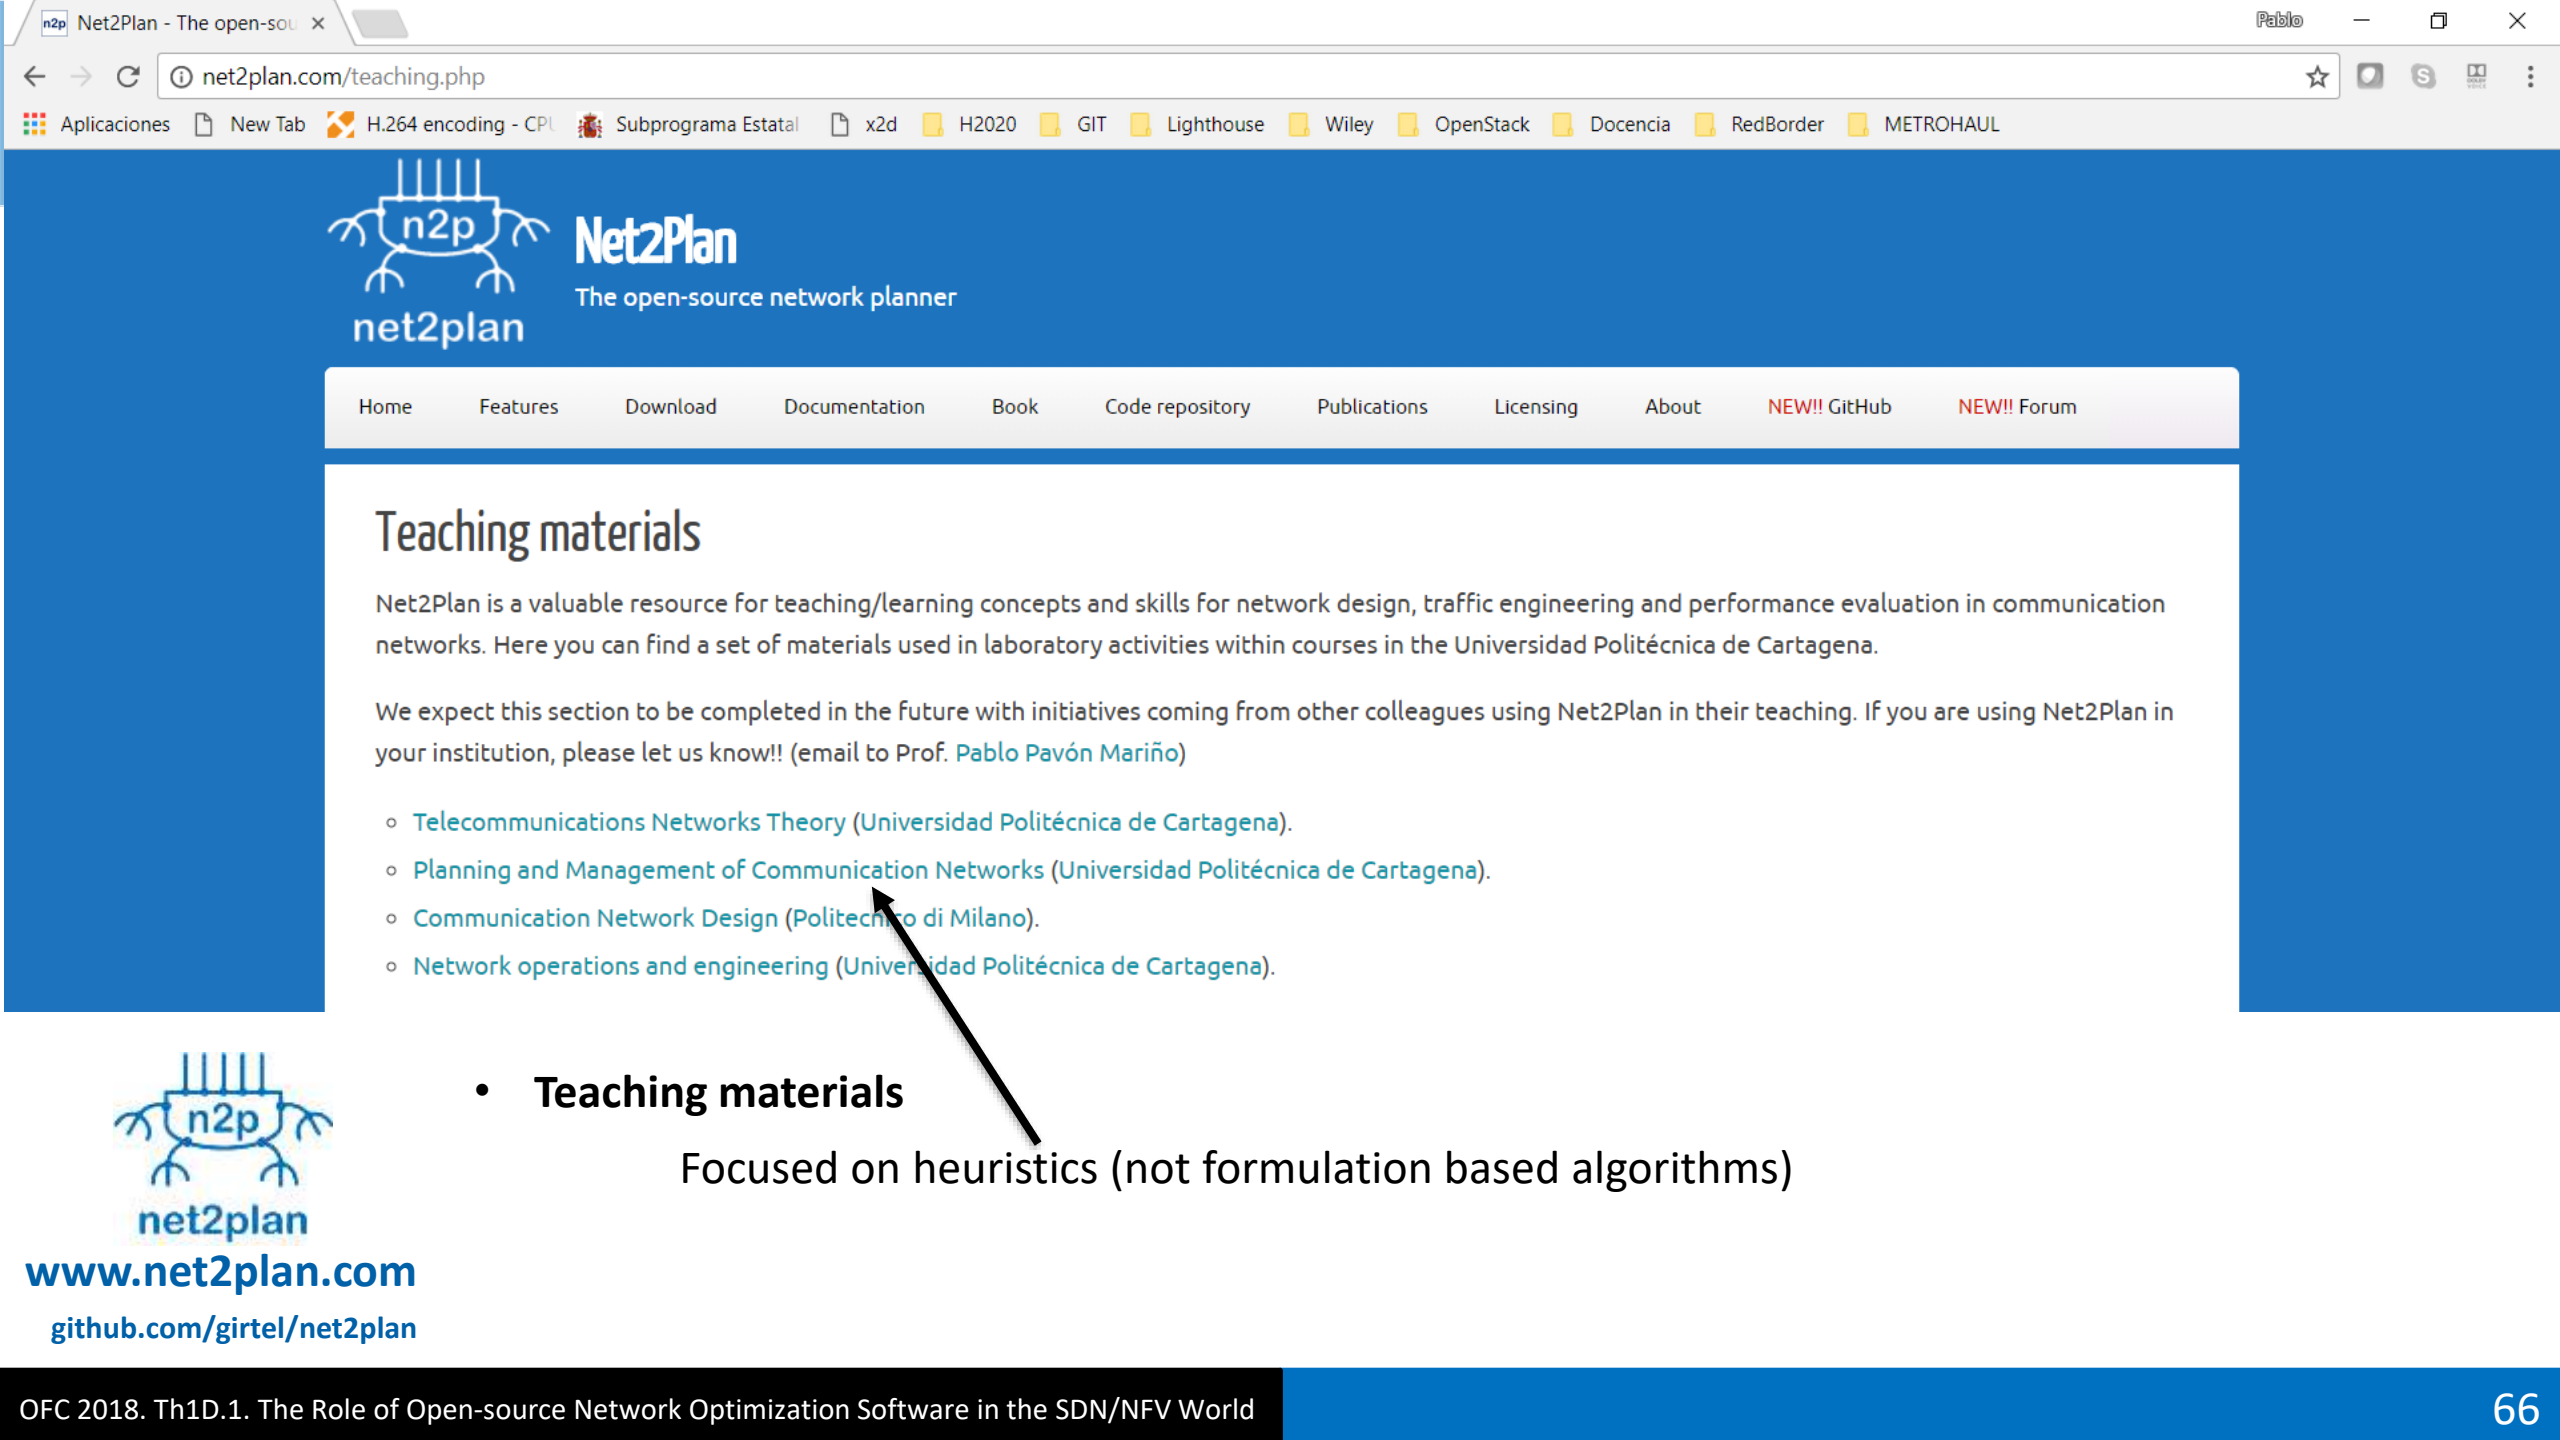 n2p Net2Plan - The open-sou
Pablo
net2plan.com/teaching.php
Aplicaciones New Tab H.264 encoding - CPU Subprograma Estatal x2d H2020 GIT Lighthouse Wiley OpenStack Docencia RedBorder METROHAUL
n2p
net2plan
Net2Plan
The open-source network planner
Home Features Download Documentation Book Code repository Publications Licensing About NEW!! GitHub NEW!! Forum
Teaching materials
Net2Plan is a valuable resource for teaching/learning concepts and skills for network design, traffic engineering and performance evaluation in communication
networks. Here you can find a set of materials used in laboratory activities within courses in the Universidad Politécnica de Cartagena.
We expect this section to be completed in the future with initiatives coming from other colleagues using Net2Plan in their teaching. If you are using Net2Plan in
your institution, please let us know!! (email to Prof. Pablo Pavón Mariño)
Telecommunications Networks Theory (Universidad Politécnica de Cartagena).
Planning and Management of Communication Networks (Universidad Politécnica de Cartagena).
Communication Network Design (Politecnico di Milano).
Network operations and engineering (Universidad Politécnica de Cartagena).
n2p
net2plan
www.net2plan.com
github.com/girtel/net2plan
• Teaching materials
Focused on heuristics (not formulation based algorithms)
OFC 2018. Th1D.1. The Role of Open-source Network Optimization Software in the SDN/NFV World
66